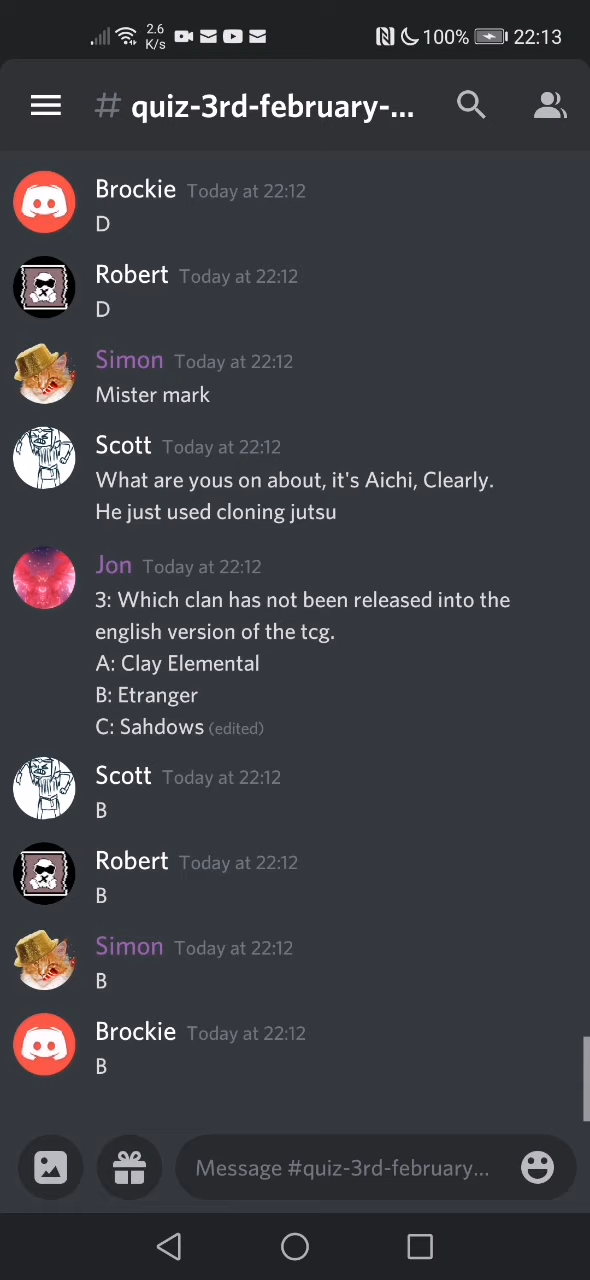 2.6
K/s
100%
22:13
# quiz-3rd-february-...
Brockie Today at 22:12
D
Robert Today at 22:12
D
Simon Today at 22:12
Mister mark
Scott Today at 22:12
What are yous on about, it's Aichi, Clearly.
He just used cloning jutsu
Jon Today at 22:12
3: Which clan has not been released into the
english version of the tcg.
A: Clay Elemental
B: Etranger
C: Sahdows (edited)
Scott Today at 22:12
B
Robert Today at 22:12
B
Simon Today at 22:12
B
Brockie Today at 22:12
B
Message #quiz-3rd-february...